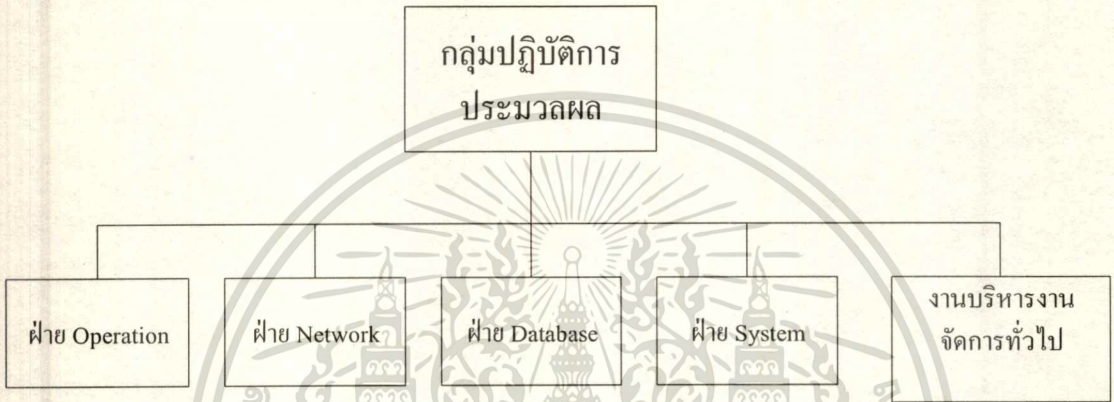 กลุ่มปฏิบัติการ
ประมวลผล
ฝ่าย Operation
ฝ่าย Network
ฝ่าย Database
ฝ่าย System
งานบริหารงาน
จัดการทั่วไป